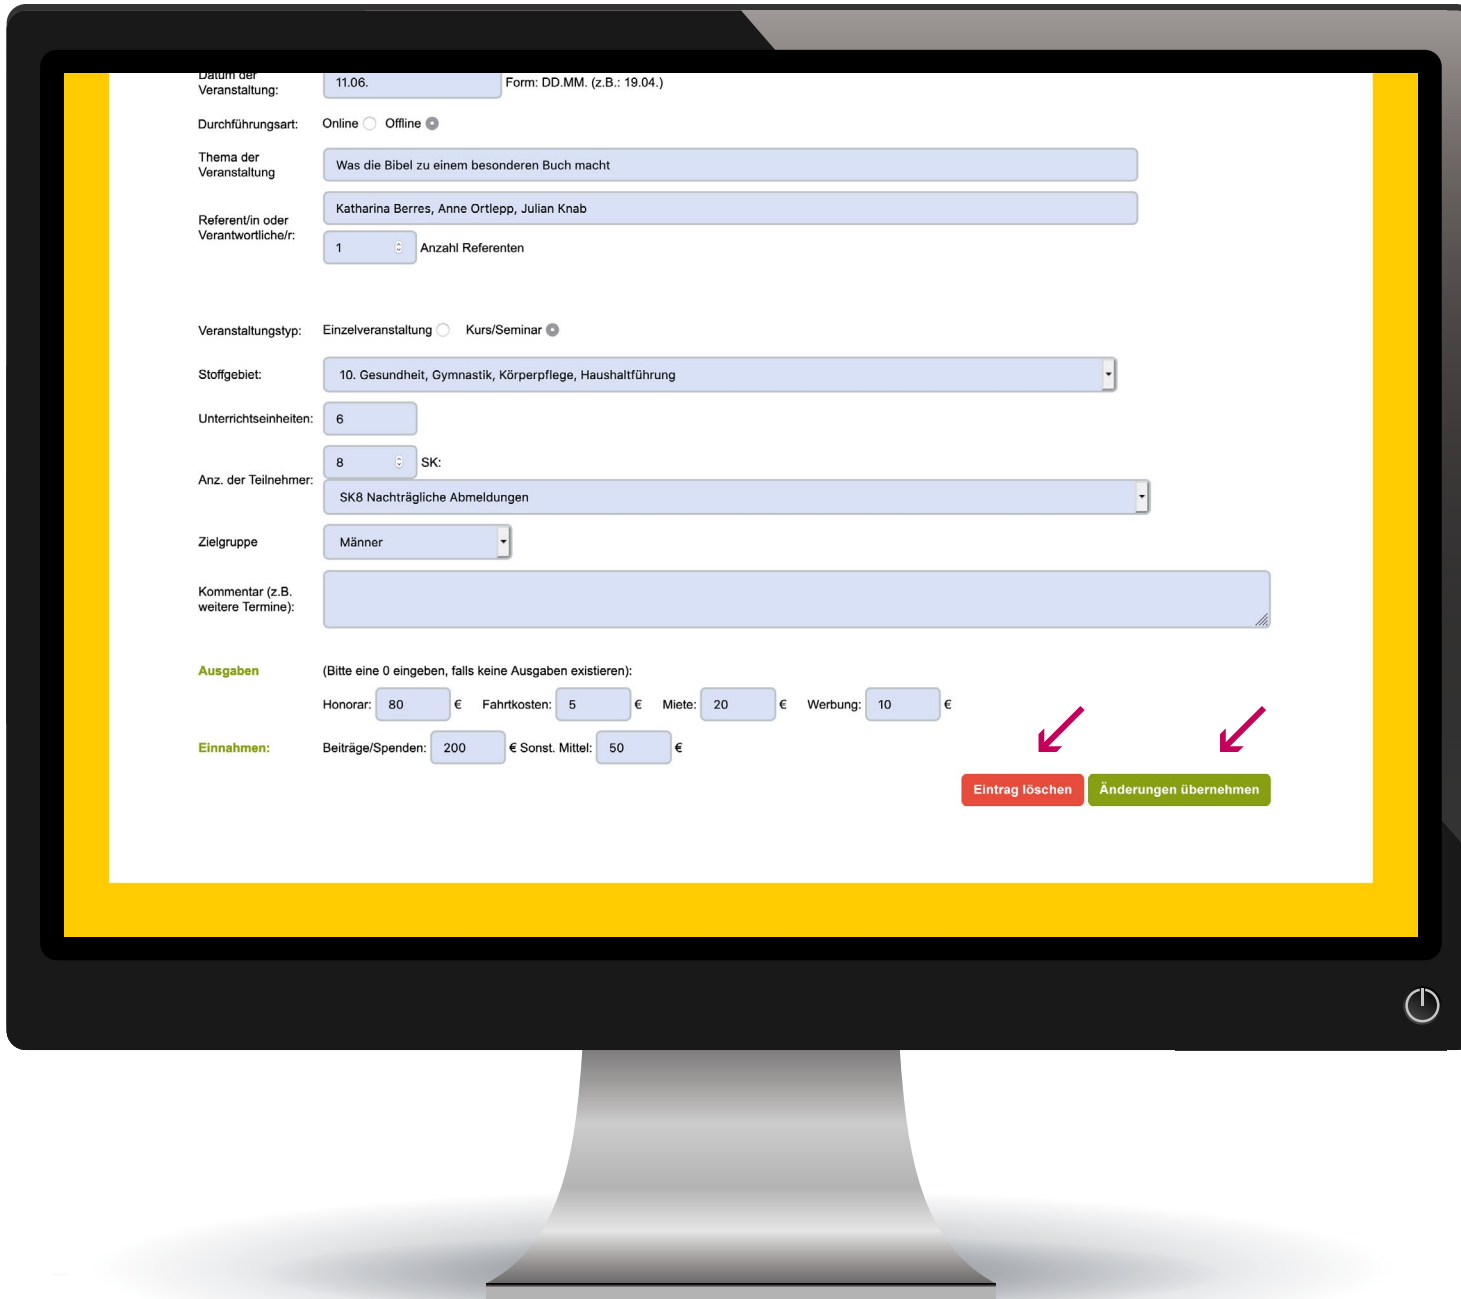 Datum der
Veranstaltung:
11.06.
Form: DD.MM. (z.B.: 19.04.)
Durchführungsart:
Online
Offline
Thema der
Veranstaltung
Was die Bibel zu einem besonderen Buch macht
Referent/in oder
Verantwortliche/r:
Katharina Berres, Anne Ortlepp, Julian Knab
1
Anzahl Referenten
Veranstaltungstyp:
Einzelveranstaltung
Kurs/Seminar
Stoffgebiet:
10. Gesundheit, Gymnastik, Körperpflege, Haushaltführung
Unterrichtseinheiten:
6
Anz. der Teilnehmer:
8
SK:
SK8 Nachträgliche Abmeldungen
Zielgruppe
Männer
Kommentar (z.B.
weitere Termine):
Ausgaben
(Bitte eine 0 eingeben, falls keine Ausgaben existieren):
Honorar: 80 € Fahrtkosten: 5 € Miete: 20 € Werbung: 10 €
Einnahmen:
Beiträge/Spenden: 200 € Sonst. Mittel: 50 €
Eintrag löschen
Änderungen übernehmen